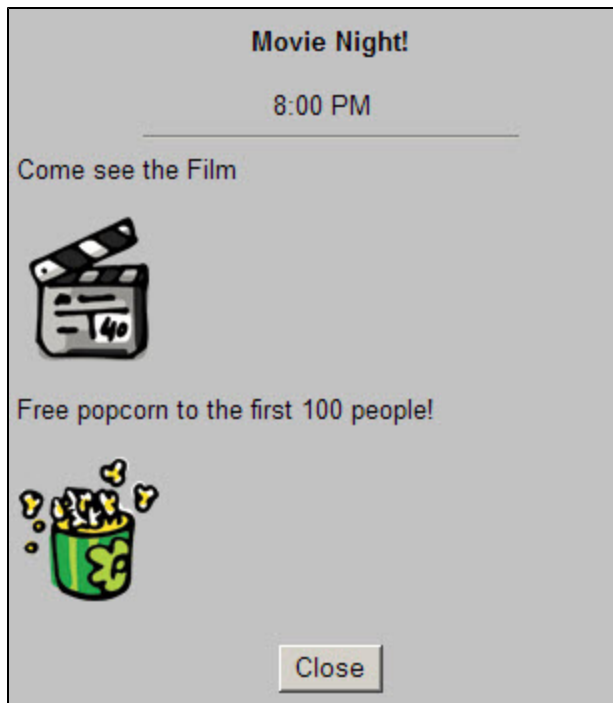 Movie Night!
8:00 PM
Come see the Film
40
Free popcorn to the first 100 people!
Close